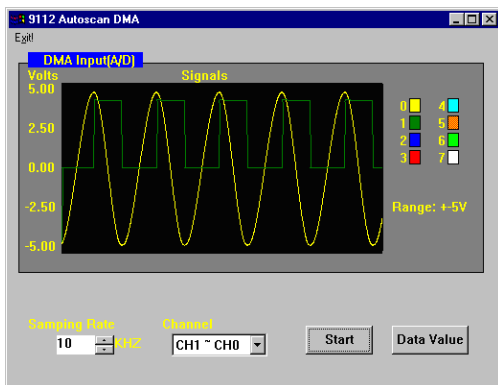 9112 Autoscan DMA
Exit!
DMA Input(A/D)
Volts Signals
5.00
2.50
0.00
-2.50
-5.00
0 4
1 5
2 6
3 7
Range: +-5V
Samping Rate Channel
10 KHZ CH1 ~ CH0 Start Data Value